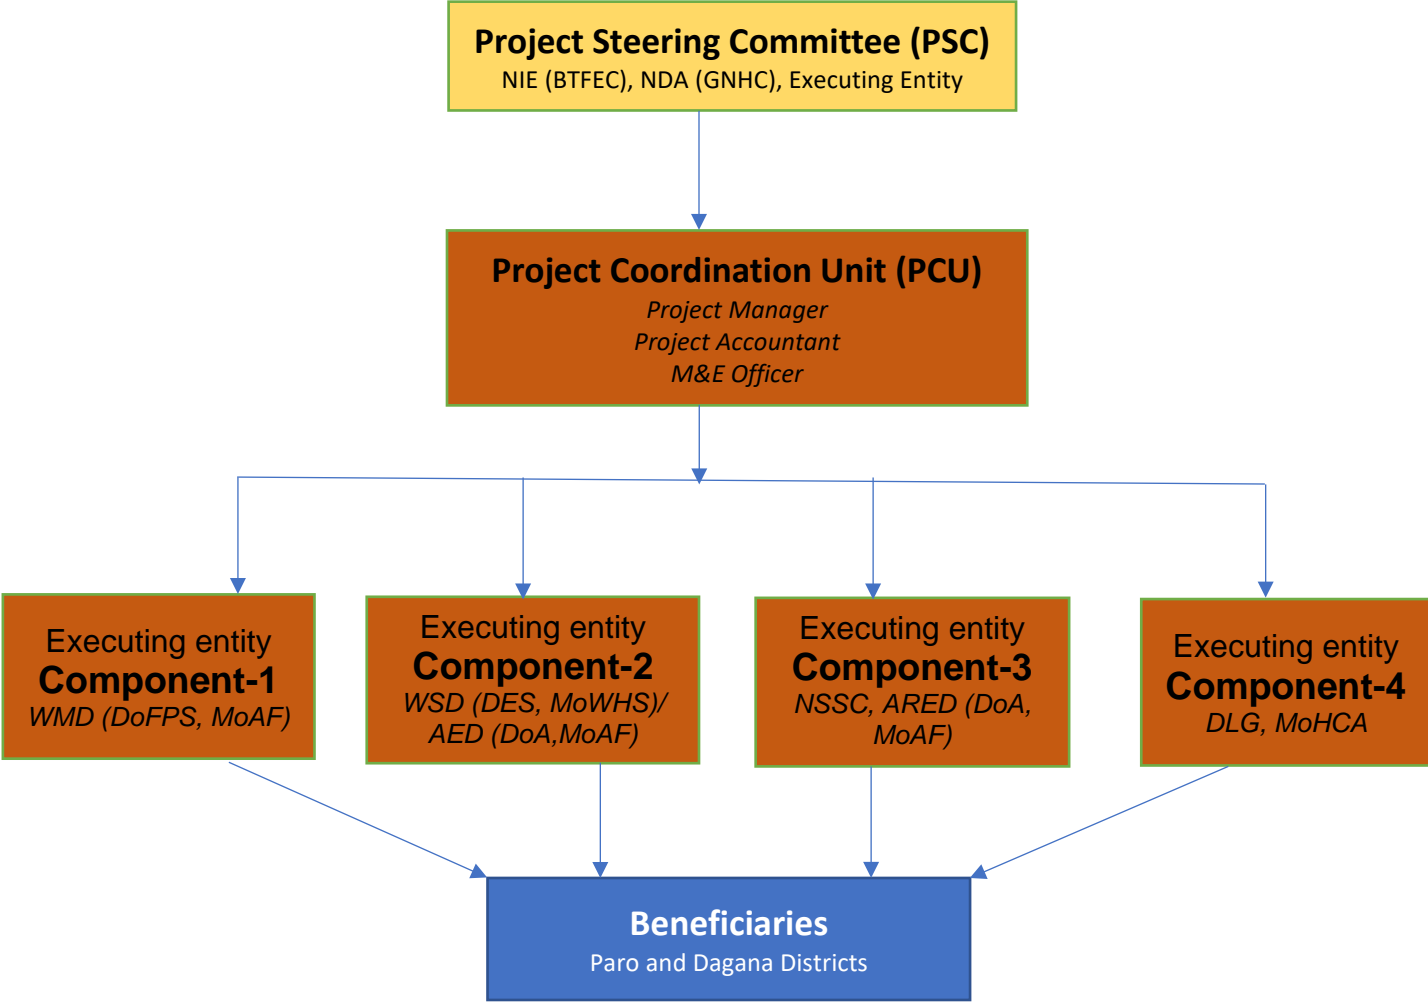 Project Steering Committee (PSC)
NIE (BTFEC), NDA (GNHC), Executing Entity
Project Coordination Unit (PCU)
Project Manager
Project Accountant
M&E Officer
Executing entity
Component-1
WMD (DoFPS, MoAF)
Executing entity
Component-2
WSD (DES, MoWHS)/
AED (DoA,MoAF)
Executing entity
Component-3
NSSC, ARED (DoA,
MoAF)
Executing entity
Component-4
DLG, MoHCA
Beneficiaries
Paro and Dagana Districts